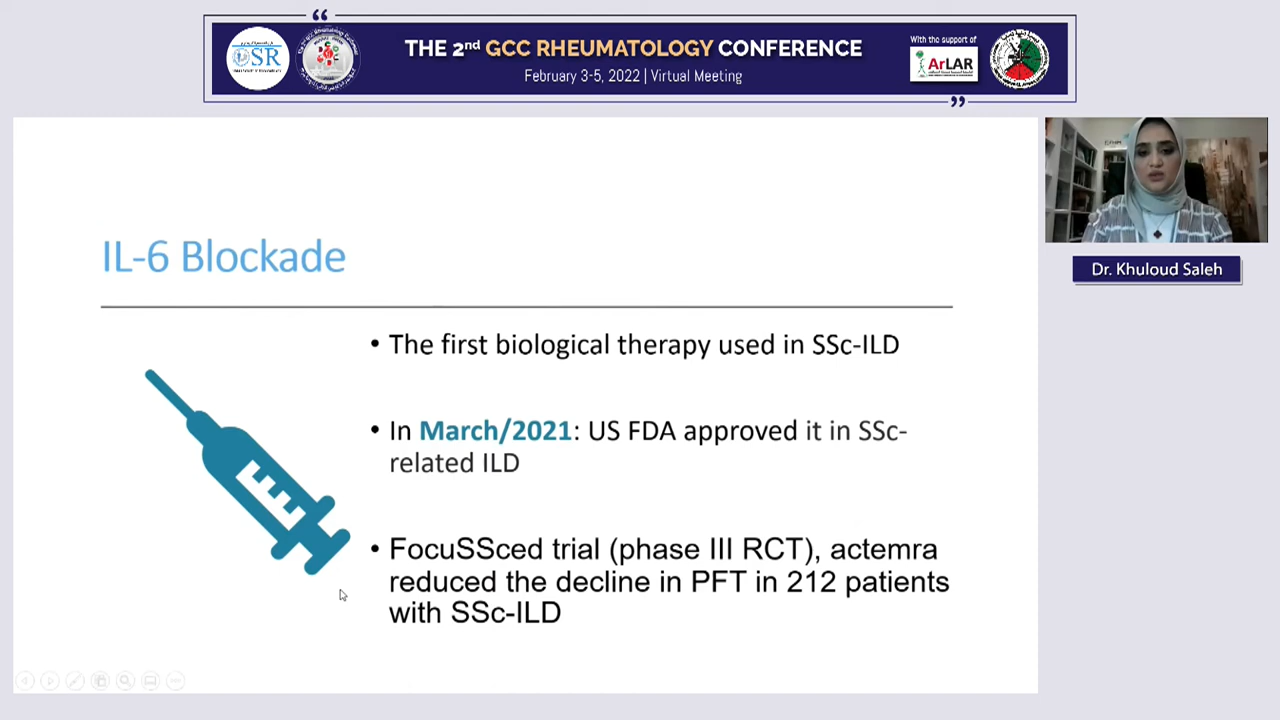 “
THE 2nd GCC RHEUMATOLOGY CONFERENCE
February 3-5, 2022 | Virtual Meeting
With the support of
OSR
ArLAR
”
Dr. Khuloud Saleh
IL-6 Blockade
• The first biological therapy used in SSc-ILD
• In March/2021: US FDA approved it in SSc-
related ILD
• FocuSSced trial (phase III RCT), actemra
reduced the decline in PFT in 212 patients
with SSc-ILD